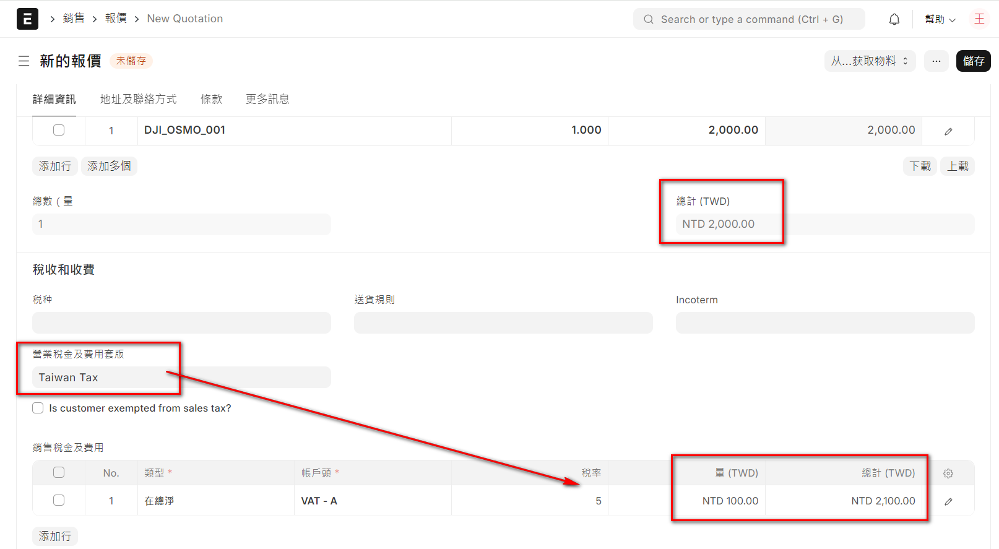 E > 銷售 > 報價 > New Quotation
Search or type a command (Ctrl + G)
幫助
王
新的報價
未儲存
从...获取物料
...
儲存
詳細資訊
地址及聯絡方式
條款
更多訊息
1 DJI_OSMO_001 1.000 2,000.00 2,000.00
添加行
添加多個
下載
上載
總數（量
總計 (TWD)
1
NTD 2,000.00
稅收和收費
税种
送貨規則
Incoterm
營業稅金及費用套版
Taiwan Tax
Is customer exempted from sales tax?
銷售稅金及費用
No. 類型 * 帳戶頭 * 稅率 量 (TWD) 總計 (TWD)
1 在總淨 VAT - A 5 NTD 100.00 NTD 2,100.00
添加行